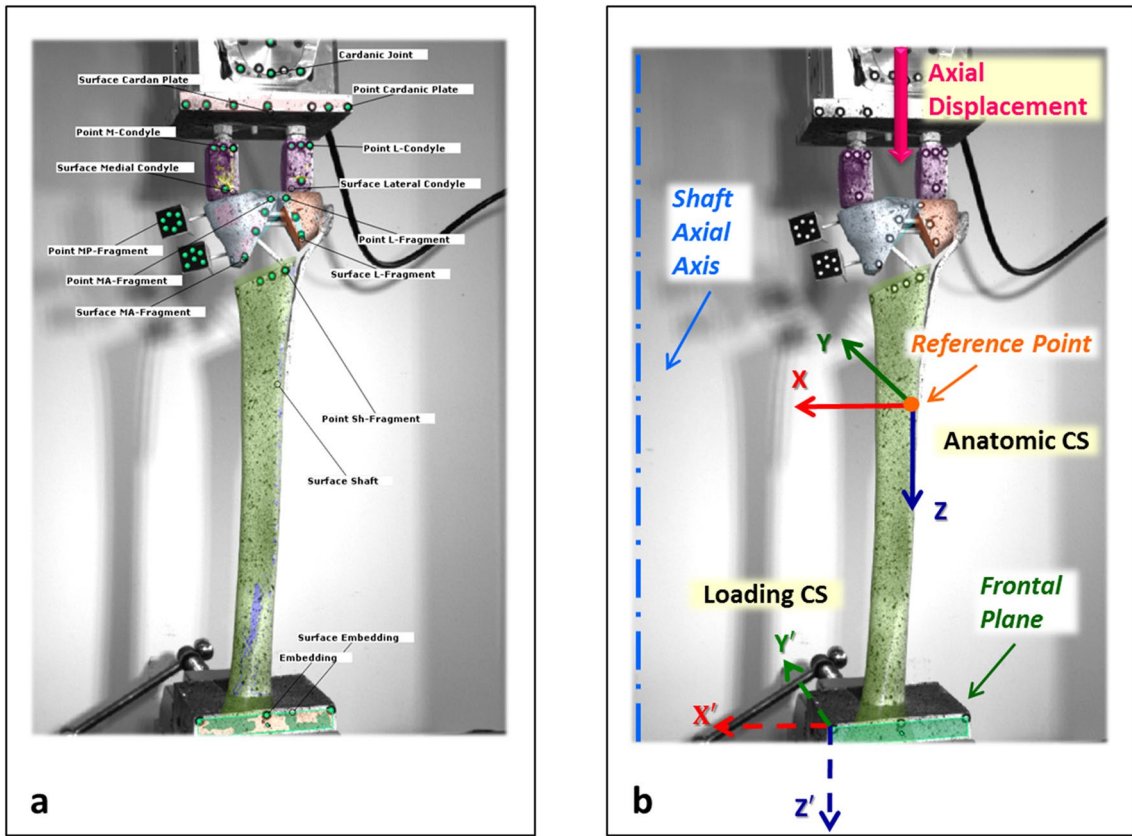 Cardanic Joint
Surface Cardan Plate
Point Cardanic Plate
Point M-Condyle
Point L-Condyle
Surface Medial Condyle
Surface Lateral Condyle
Point MP-Fragment
Point L-Fragment
Point MA-Fragment
Surface L-Fragment
Surface MA-Fragment
Point Sh-Fragment
Surface Shaft
Surface Embedding
Embedding
a
Axial
Displacement
Shaft
Axial
Axis
Y
Reference Point
X
Anatomic CS
Z
Loading CS
Frontal
Plane
Y′
X′
Z′
b